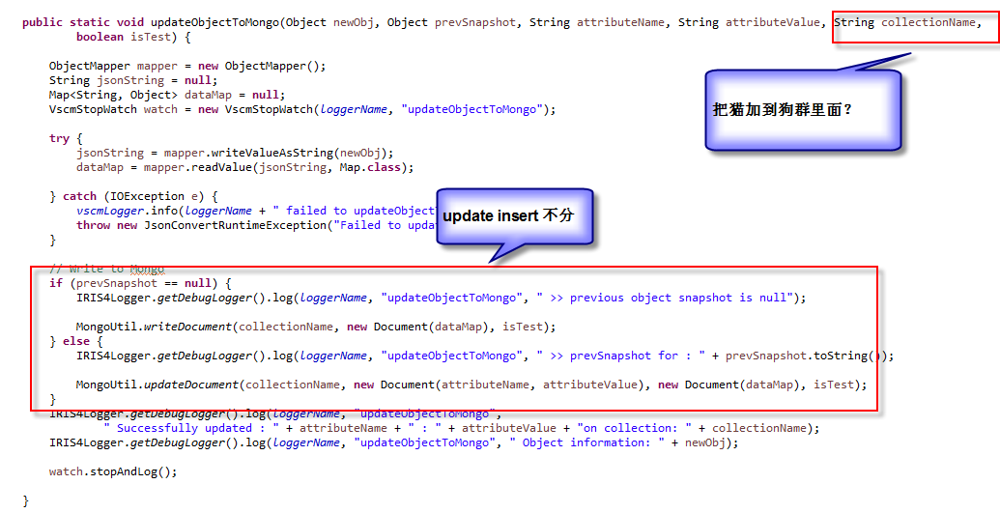 public static void updateObjectToMongo(Object newObj, Object prevSnapshot, String attributeName, String attributeValue, String collectionName,
boolean isTest) {
ObjectMapper mapper = new ObjectMapper();
String jsonString = null;
Map<String, Object> dataMap = null;
VscmStopWatch watch = new VscmStopWatch(loggerName, "updateObjectToMongo");
把猫加到狗群里面?
try {
jsonString = mapper.writeValueAsString(newObj);
dataMap = mapper.readValue(jsonString, Map.class);
} catch (IOException e) {
vscmLogger.info(loggerName + " failed to updateObject
throw new JsonConvertRuntimeException("Failed to upda
update insert 不分
}
// Write to Mongo
if (prevSnapshot == null) {
IRIS4Logger.getDebugLogger().log(loggerName, "updateObjectToMongo", " >> previous object snapshot is null");
MongoUtil.writeDocument(collectionName, new Document(dataMap), isTest);
} else {
IRIS4Logger.getDebugLogger().log(loggerName, "updateObjectToMongo", " >> prevSnapshot for : " + prevSnapshot.toString());
MongoUtil.updateDocument(collectionName, new Document(attributeName, attributeValue), new Document(dataMap), isTest);
}
IRIS4Logger.getDebugLogger().log(loggerName, "updateObjectToMongo",
" Successfully updated : " + attributeName + " : " + attributeValue + "on collection: " + collectionName);
IRIS4Logger.getDebugLogger().log(loggerName, "updateObjectToMongo", " Object information: " + newObj);
watch.stopAndLog();
}